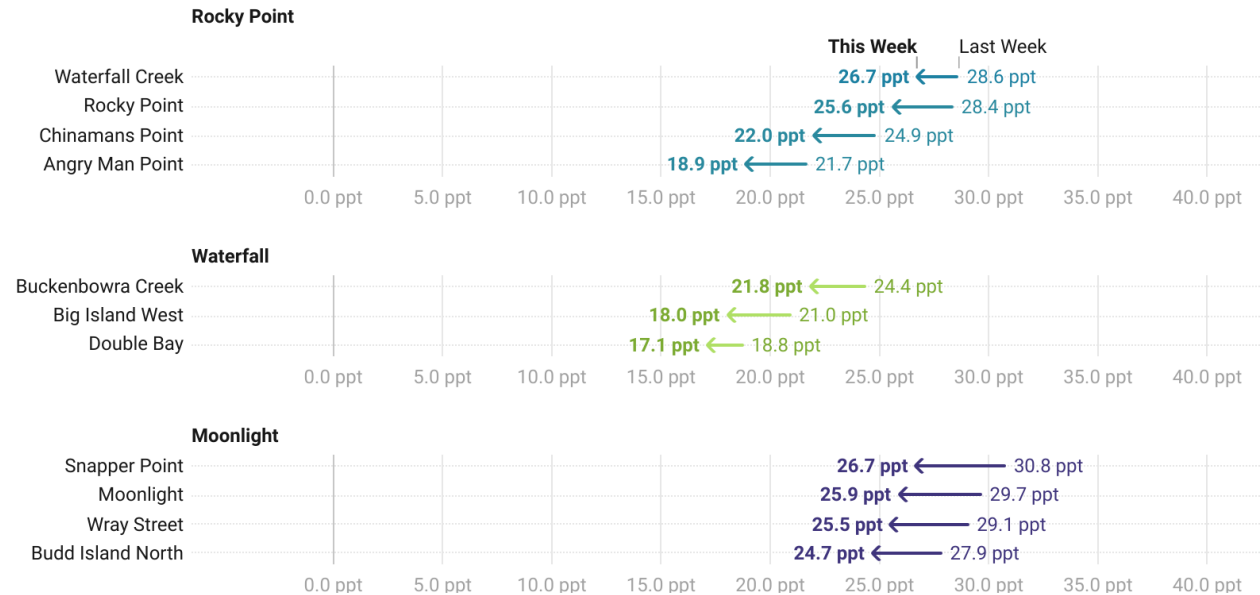 Rocky Point
This Week Last Week
Waterfall Creek 26.7 ppt 28.6 ppt
Rocky Point 25.6 ppt 28.4 ppt
Chinamans Point 22.0 ppt 24.9 ppt
Angry Man Point 18.9 ppt 21.7 ppt
0.0 ppt 5.0 ppt 10.0 ppt 15.0 ppt 20.0 ppt 25.0 ppt 30.0 ppt 35.0 ppt 40.0 ppt
Waterfall
Buckenbowra Creek 21.8 ppt 24.4 ppt
Big Island West 18.0 ppt 21.0 ppt
Double Bay 17.1 ppt 18.8 ppt
0.0 ppt 5.0 ppt 10.0 ppt 15.0 ppt 20.0 ppt 25.0 ppt 30.0 ppt 35.0 ppt 40.0 ppt
Moonlight
Snapper Point 26.7 ppt 30.8 ppt
Moonlight 25.9 ppt 29.7 ppt
Wray Street 25.5 ppt 29.1 ppt
Budd Island North 24.7 ppt 27.9 ppt
0.0 ppt 5.0 ppt 10.0 ppt 15.0 ppt 20.0 ppt 25.0 ppt 30.0 ppt 35.0 ppt 40.0 ppt